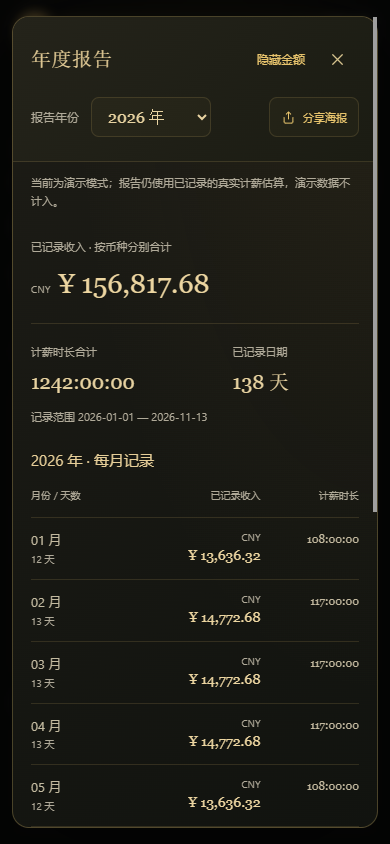 年度报告
隐藏金额
报告年份
2026 年
分享海报
当前为演示模式；报告仍使用已记录的真实计薪估算，演示数据不
计入。
已记录收入 · 按币种分别合计
CNY ¥ 156,817.68
计薪时长合计
已记录日期
1242:00:00
138 天
记录范围 2026-01-01 — 2026-11-13
2026 年 · 每月记录
月份 / 天数 已记录收入 计薪时长
01 月 CNY 108:00:00
12 天 ¥ 13,636.32
02 月 CNY 117:00:00
13 天 ¥ 14,772.68
03 月 CNY 117:00:00
13 天 ¥ 14,772.68
04 月 CNY 117:00:00
13 天 ¥ 14,772.68
05 月 CNY 108:00:00
12 天 ¥ 13,636.32